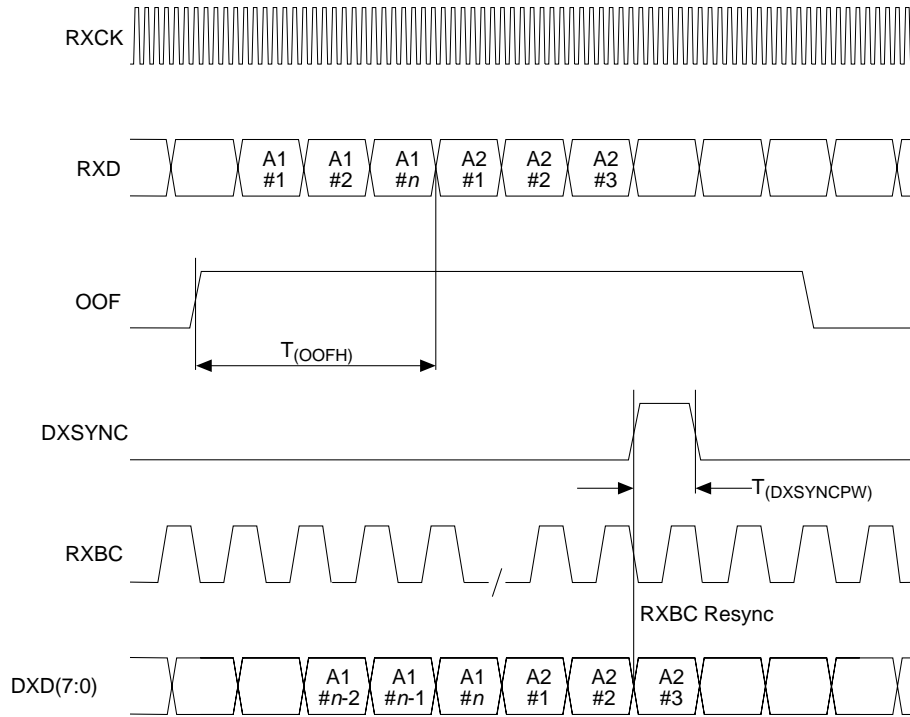 RXCK
RXD
A1 A1 A1 A2 A2 A2
#1 #2 #n #1 #2 #3
OOF
T(OOFH)
DXSYNC
T(DXSYNCPW)
RXBC
RXBC Resync
DXD(7:0)
A1 A1 A1 A2 A2 A2
#n-2 #n-1 #n #1 #2 #3